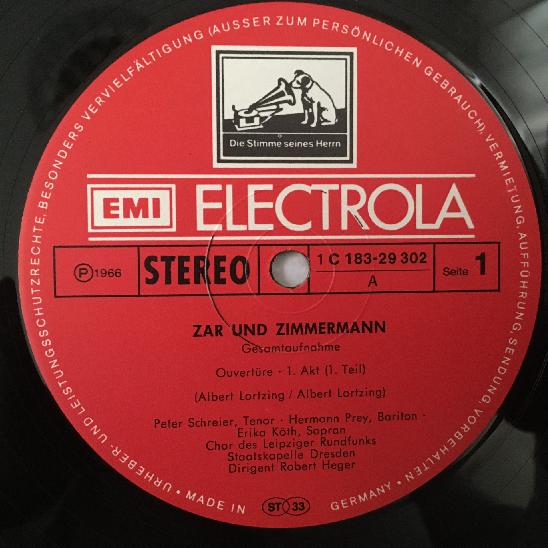 URHEBER- UND LEISTUNGSSCHUTZRECHTE, BESONDERS VERVIELFÄLTIGUNG (AUSSER ZUM PERSÖNLICHEN GEBRAUCH), VERMIETUNG, AUFFÜHRUNG, SENDUNG VORBEHALTEN •
Die Stimme seines Herrn
EMI ELECTROLA
℗ 1966 STEREO 1 C 183-29 302 Seite 1
A
ZAR UND ZIMMERMANN
Gesamtaufnahme
Ouvertüre - 1. Akt (1. Teil)
(Albert Lortzing / Albert Lortzing)
Peter Schreier, Tenor · Hermann Prey, Bariton ·
Erika Köth, Sopran
Chor des Leipziger Rundfunks
Staatskapelle Dresden
Dirigent Robert Heger
• MADE IN ST 33 GERMANY •